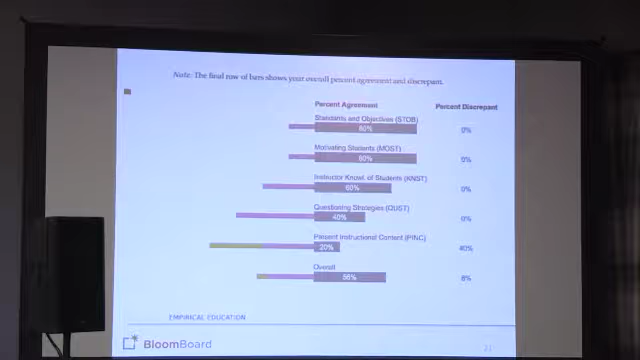 Note: The final row of bars shows your overall percent agreement and discrepant.
Percent Agreement Percent Discrepant
Standards and Objectives (STOB)
80% 0%
Motivating Students (MOST)
80% 0%
Instructor Knowl. of Students (KNST)
60% 0%
Questioning Strategies (QUST)
40% 0%
Present Instructional Content (PINC)
20% 40%
Overall
56% 8%
EMPIRICAL EDUCATION
BloomBoard 21